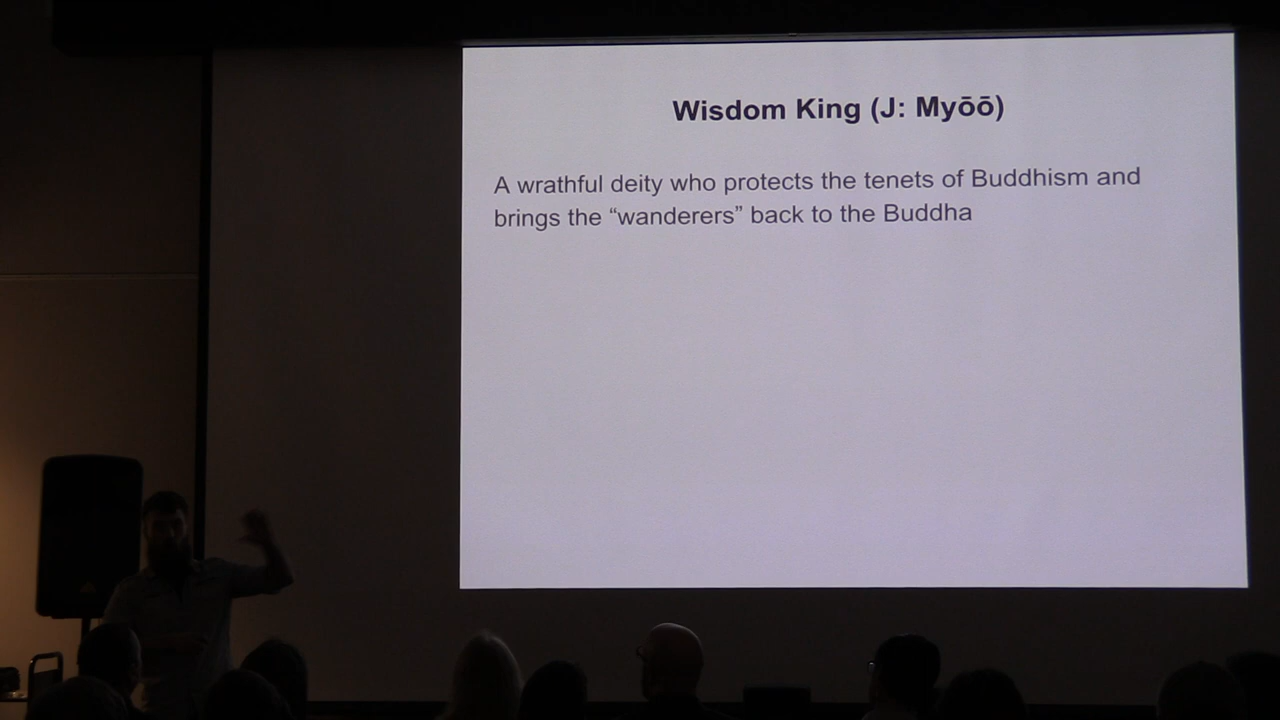 Wisdom King (J: Myōō)
A wrathful deity who protects the tenets of Buddhism and
brings the “wanderers” back to the Buddha